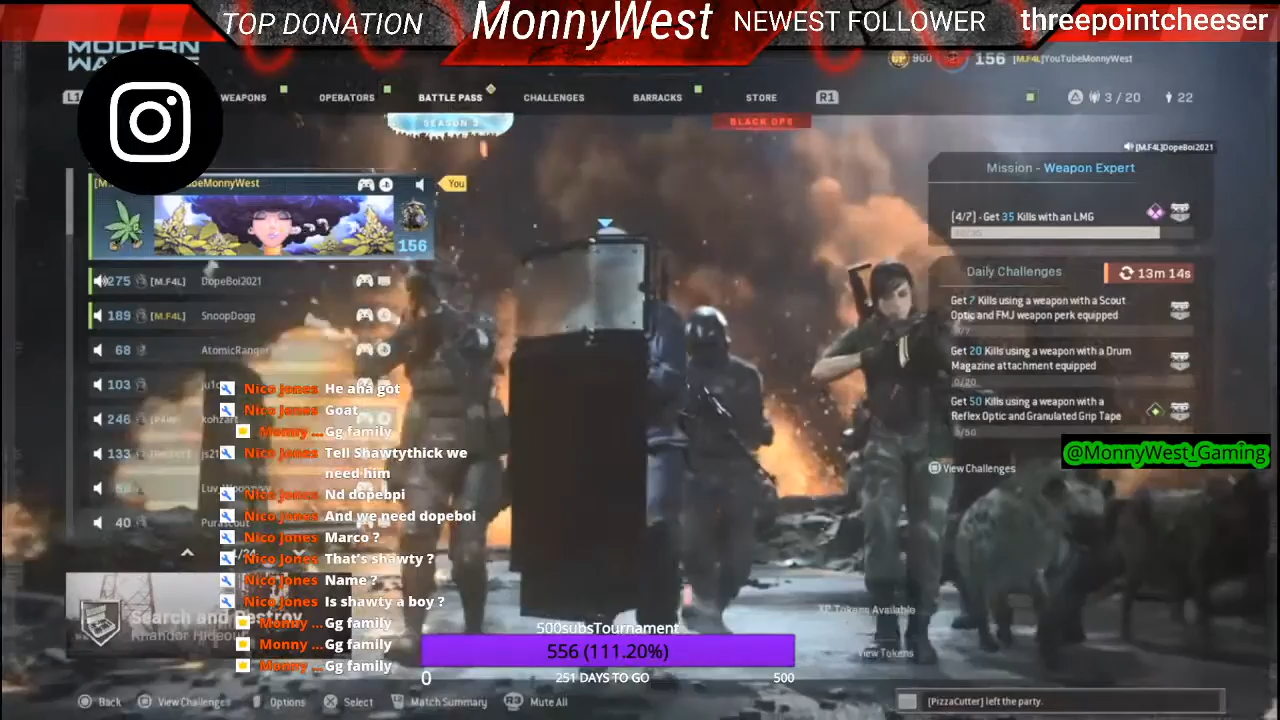 TOP DONATION
MonnyWest
NEWEST FOLLOWER
threepointcheeser
MODERN
900
156
[M.F4L]YouTubeMonnyWest
L1
WEAPONS
OPERATORS
BATTLE PASS
CHALLENGES
BARRACKS
STORE
R1
3 / 20
22
SEASON 3
BLACK OPS
[M.F4L]DopeBoi2021
beMonnyWest
You
156
Mission - Weapon Expert
[4/7] - Get 35 Kills with an LMG
Daily Challenges
13m 14s
Get 7 Kills using a weapon with a Scout
Optic and FMJ weapon perk equipped
Get 20 Kills using a weapon with a Drum
Magazine attachment equipped
0/20
Get 50 Kills using a weapon with a
Reflex Optic and Granulated Grip Tape
3/50
View Challenges
@MonnyWest_Gaming
275 [M.F4L] DopeBoi2021
189 [M.F4L] SnoopDogg
68 AtomicRanger
103
246
133
40 Purascout
Nico Jones He aha got
Nico Jones Goat
Monny ... Gg family
Nico Jones Tell Shawtythick we
need him
Nico Jones Nd dopebpi
Nico Jones And we need dopeboi
Nico Jones Marco ?
Nico Jones That's shawty ?
Nico Jones Name ?
Nico Jones Is shawty a boy ?
Monny ... Gg family
Monny ... Gg family
Monny ... Gg family
Search and Destroy
Khandor Hideout
500subsTournament
556 (111.20%)
0
251 DAYS TO GO
500
XP Tokens Available
View Tokens
Back
View Challenges
Options
Select
Match Summary
R3
Mute All
[PizzaCutter] left the party.